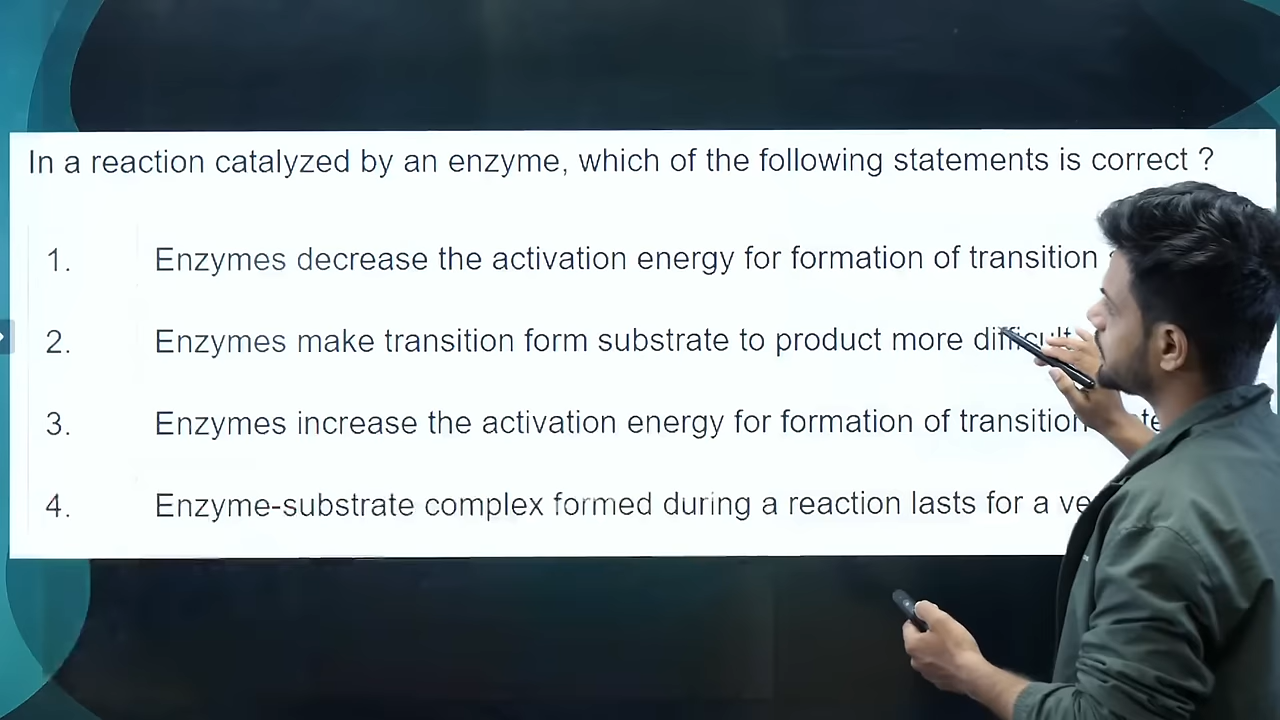 In a reaction catalyzed by an enzyme, which of the following statements is correct ?
1. Enzymes decrease the activation energy for formation of transition
2. Enzymes make transition form substrate to product more difficult
3. Enzymes increase the activation energy for formation of transition
4. Enzyme-substrate complex formed during a reaction lasts for a